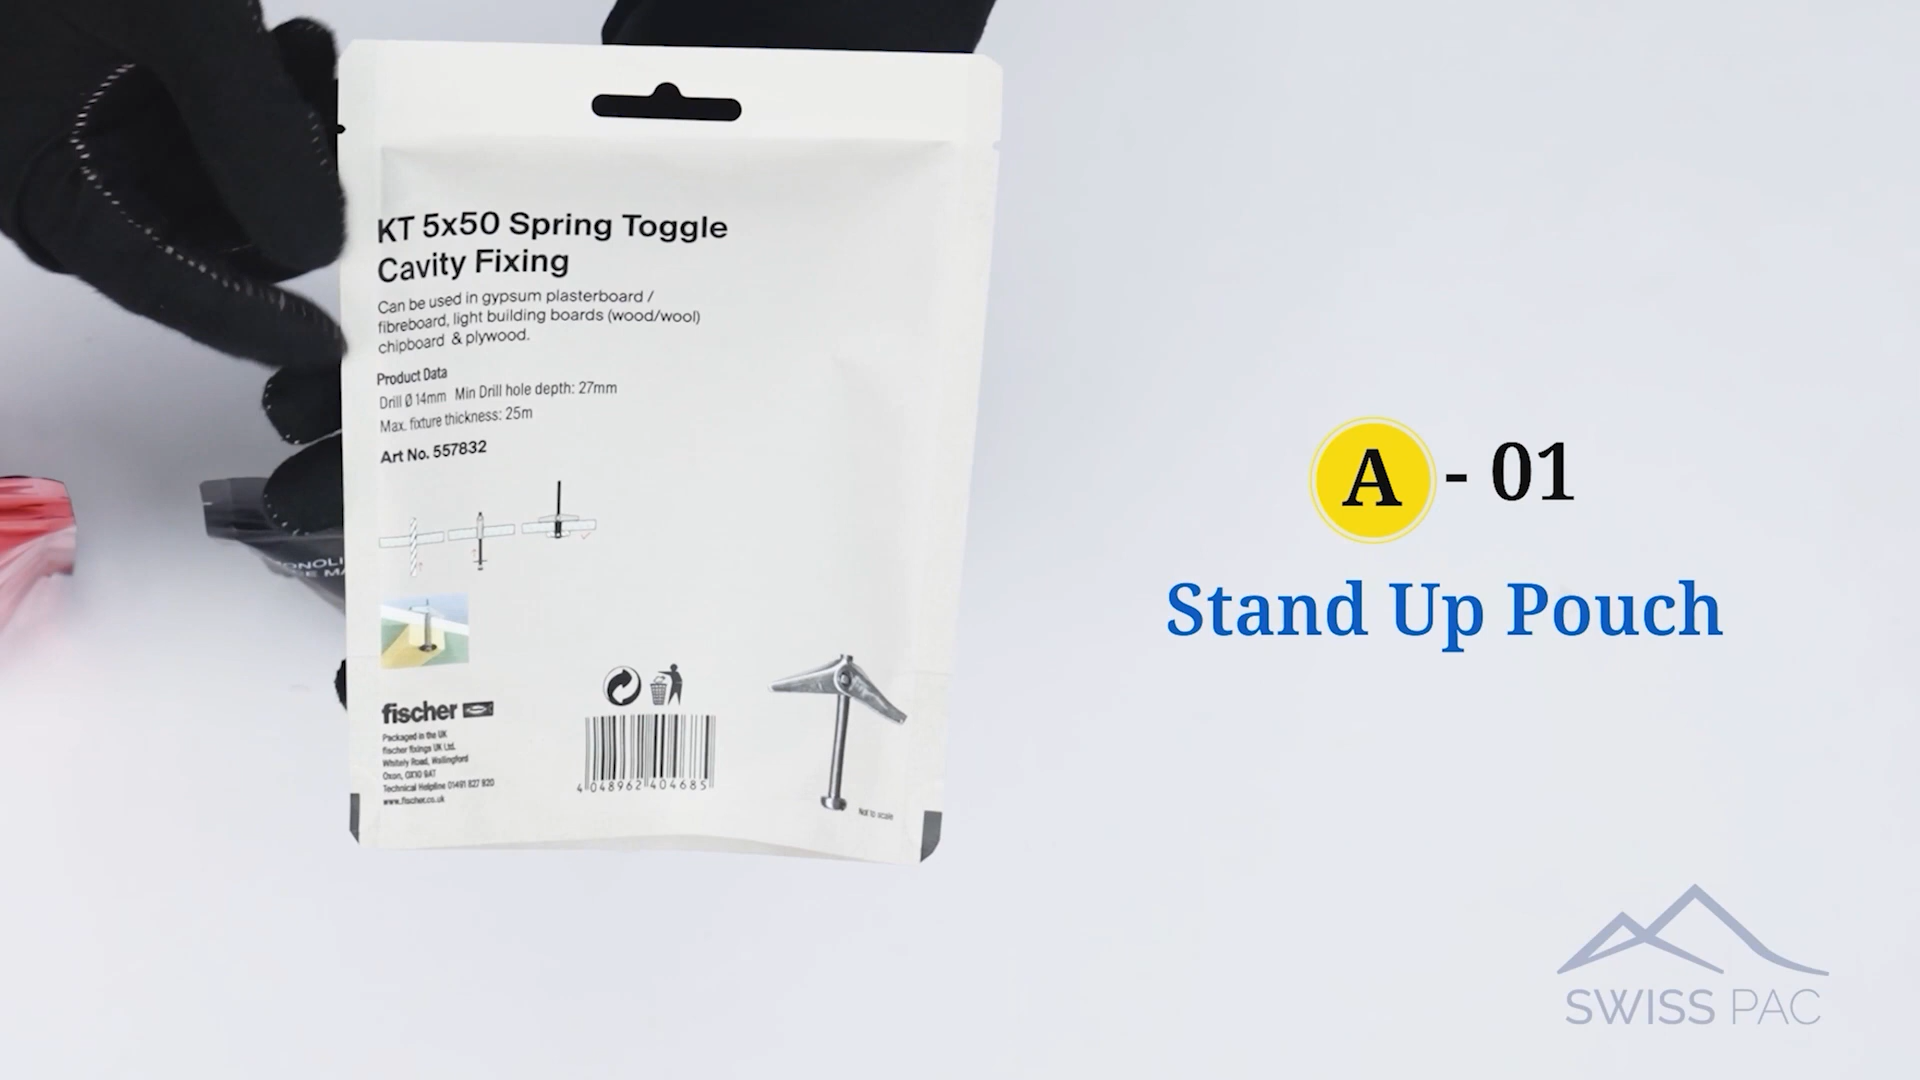 KT 5x50 Spring Toggle
Cavity Fixing
Can be used in gypsum plasterboard /
fibreboard, light building boards (wood/wool)
chipboard & plywood.
Product Data
Drill Ø 14mm Min Drill hole depth: 27mm
Max. fixture thickness: 25m
Art No. 557832
fischer
Packaged in the UK
fischer fixings UK Ltd.
Whitely Road, Wallingford
Oxon, OX10 9AT
Technical Helpline 01491 827 920
www.fischer.co.uk
4 048962 404685
Not to scale
A - 01
Stand Up Pouch
SWISS PAC